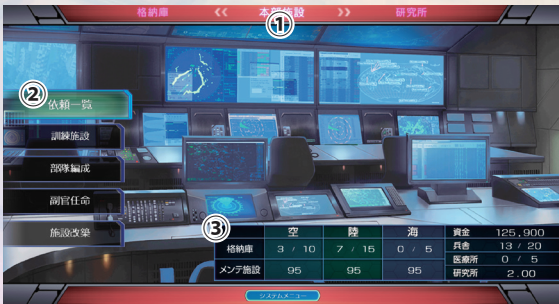 格納庫 << 本部施設 >> 研究所
①
② 依頼一覧
訓練施設
部隊編成
副官任命
施設改築
③
空 陸 海
格納庫 3 / 10 7 / 15 0 / 5
メンテ施設 95 95 95
資金 125,900
兵舎 13 / 20
医療所 0 / 5
研究所 2.00
システムメニュー